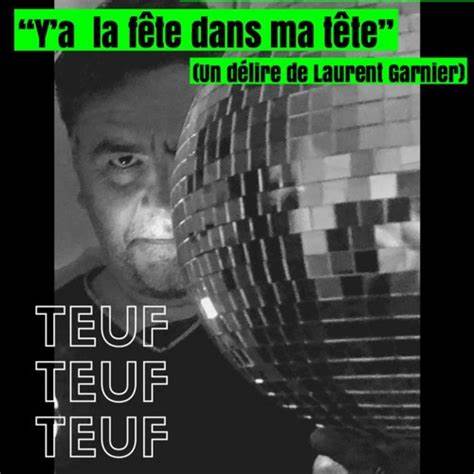 “Y’a la fête dans ma tête”
(Un délire de Laurent Garnier)
TEUF
TEUF
TEUF